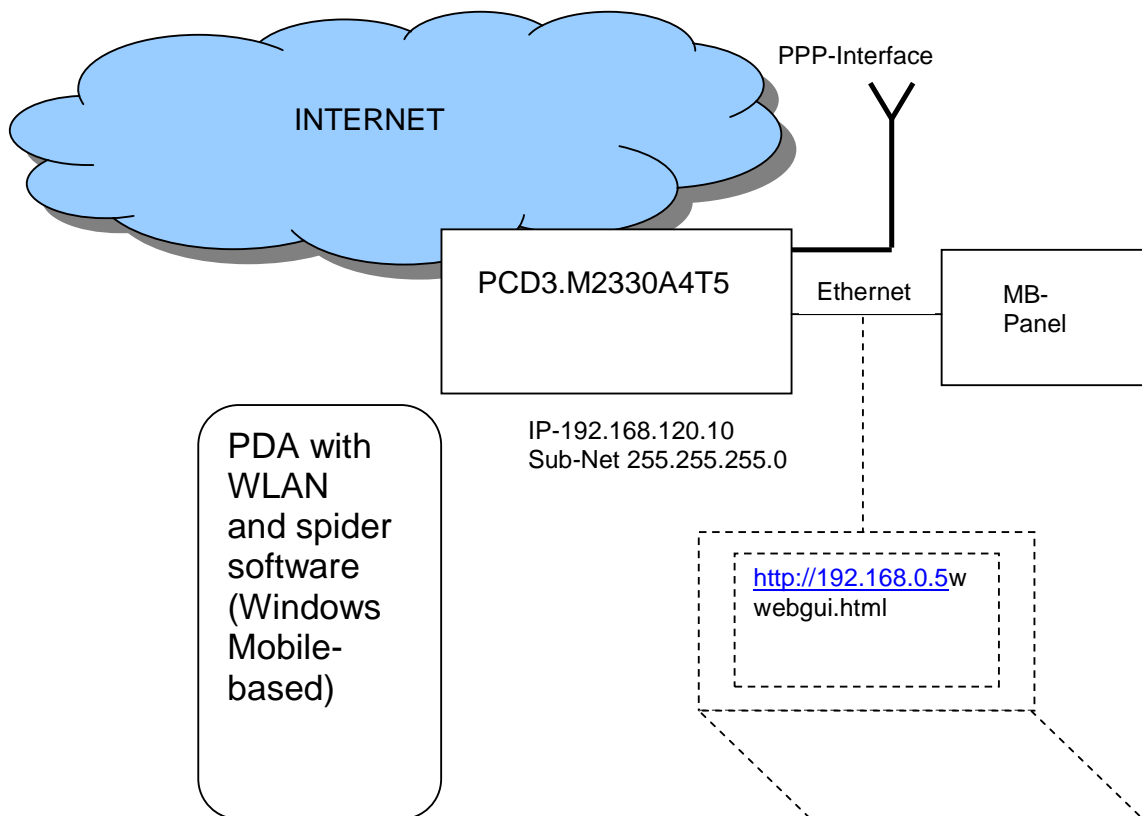 PPP-Interface
INTERNET
PCD3.M2330A4T5
Ethernet
MB-
Panel
IP-192.168.120.10
Sub-Net 255.255.255.0
PDA with
WLAN
and spider
software
(Windows
Mobile-
based)
http://192.168.0.5w
webgui.html